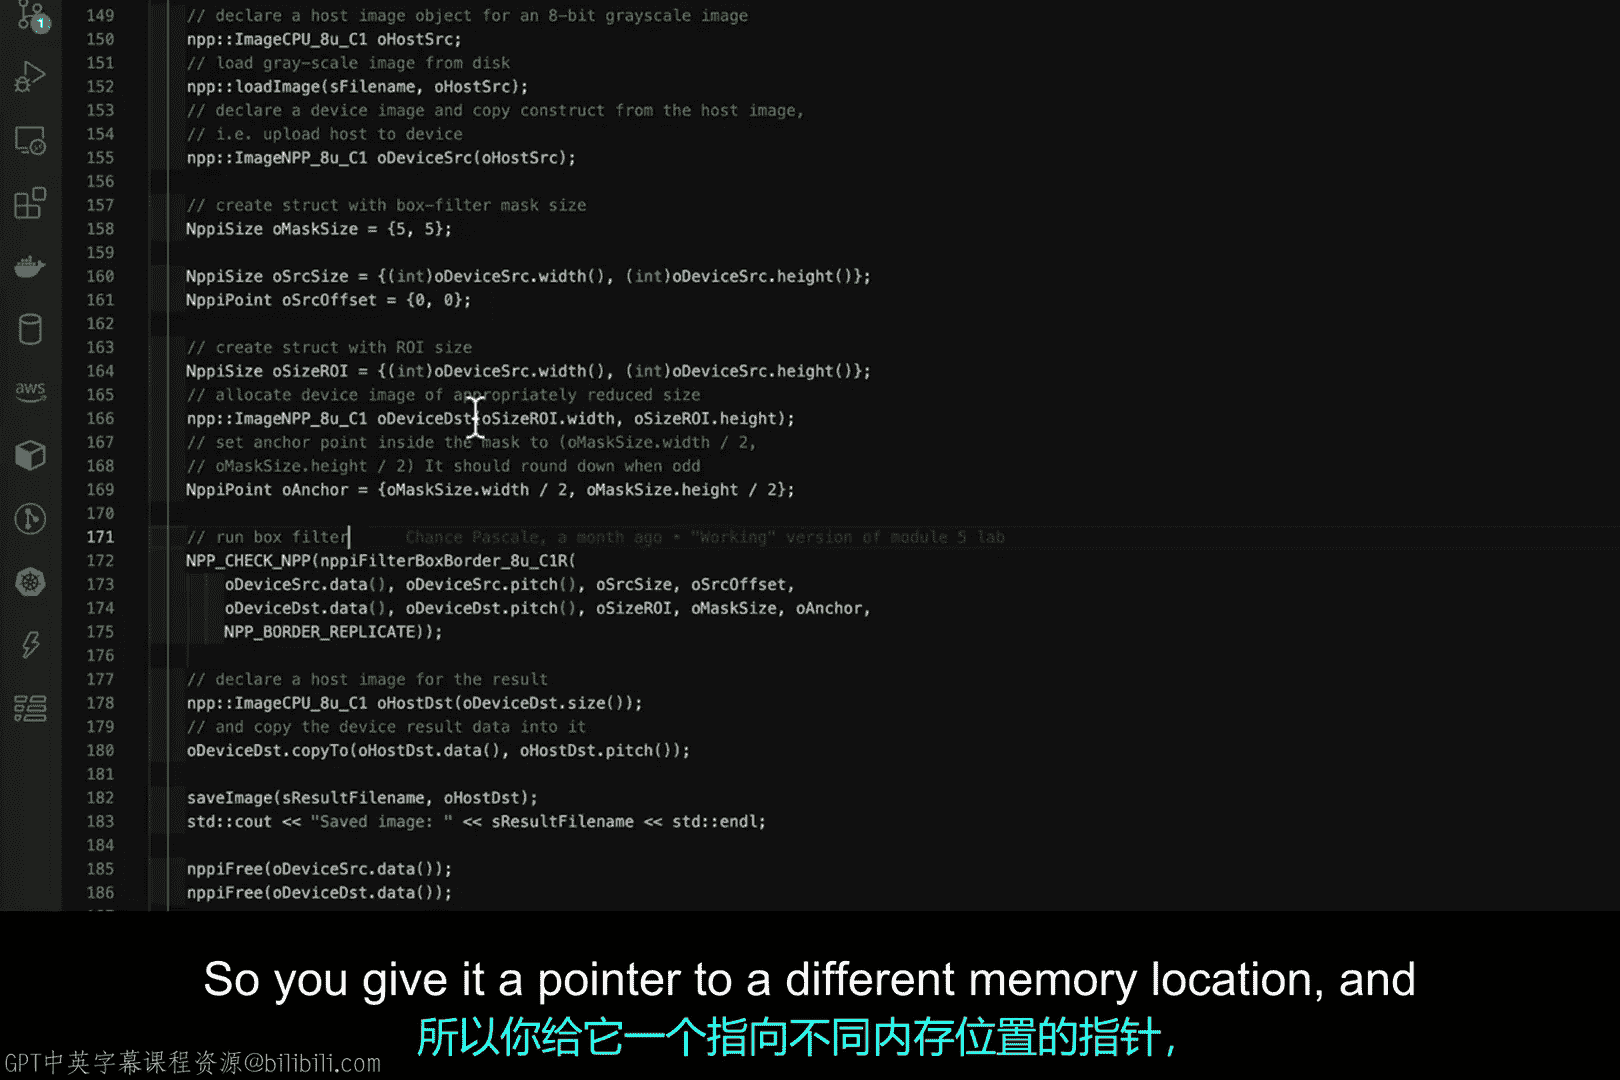 1
149 // declare a host image object for an 8-bit grayscale image
150 npp::ImageCPU_8u_C1 oHostSrc;
151 // load gray-scale image from disk
152 npp::loadImage(sFilename, oHostSrc);
153 // declare a device image and copy construct from the host image,
154 // i.e. upload host to device
155 npp::ImageNPP_8u_C1 oDeviceSrc(oHostSrc);
156
157 // create struct with box-filter mask size
158 NppiSize oMaskSize = {5, 5};
159
160 NppiSize oSrcSize = {(int)oDeviceSrc.width(), (int)oDeviceSrc.height()};
161 NppiPoint oSrcOffset = {0, 0};
162
163 // create struct with ROI size
164 NppiSize oSizeROI = {(int)oDeviceSrc.width(), (int)oDeviceSrc.height()};
165 // allocate device image of appropriately reduced size
166 npp::ImageNPP_8u_C1 oDeviceDst(oSizeROI.width, oSizeROI.height);
167 // set anchor point inside the mask to (oMaskSize.width / 2,
168 // oMaskSize.height / 2) It should round down when odd
169 NppiPoint oAnchor = {oMaskSize.width / 2, oMaskSize.height / 2};
170
171 // run box filter Chance Pascale, a month ago • "Working" version of module 5 lab
172 NPP_CHECK_NPP(nppiFilterBoxBorder_8u_C1R(
173 oDeviceSrc.data(), oDeviceSrc.pitch(), oSrcSize, oSrcOffset,
174 oDeviceDst.data(), oDeviceDst.pitch(), oSizeROI, oMaskSize, oAnchor,
175 NPP_BORDER_REPLICATE));
176
177 // declare a host image for the result
178 npp::ImageCPU_8u_C1 oHostDst(oDeviceDst.size());
179 // and copy the device result data into it
180 oDeviceDst.copyTo(oHostDst.data(), oHostDst.pitch());
181
182 saveImage(sResultFilename, oHostDst);
183 std::cout << "Saved image: " << sResultFilename << std::endl;
184
185 nppiFree(oDeviceSrc.data());
186 nppiFree(oDeviceDst.data());
aws
So you give it a pointer to a different memory location, and
所以你给它一个指向不同内存位置的指针，
GPT中英字幕课程资源@bilibili.com